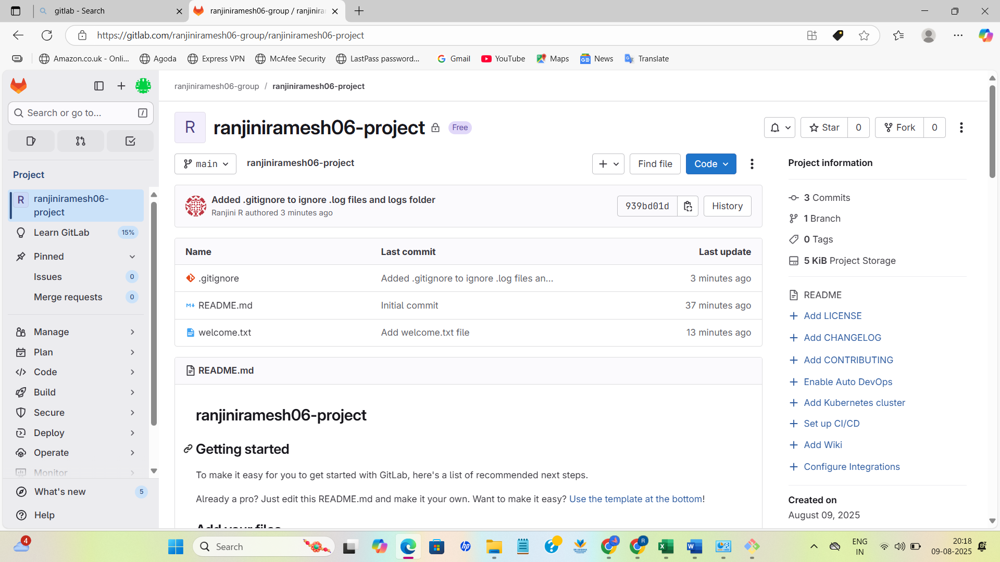 gitlab - Search
ranjiniramesh06-group / ranjinirar
https://gitlab.com/ranjiniramesh06-group/ranjiniramesh06-project
Amazon.co.uk - Onli...
Agoda
Express VPN
McAfee Security
LastPass password...
Gmail
YouTube
Maps
News
Translate
Search or go to...
/
Project
R
ranjiniramesh06-
project
Learn GitLab
15%
Pinned
Issues
0
Merge requests
0
Manage
Plan
Code
Build
Secure
Deploy
Operate
Monitor
What's new
5
Help
ranjiniramesh06-group / ranjiniramesh06-project
R
ranjiniramesh06-project
Free
Star
0
Fork
0
main
ranjiniramesh06-project
Find file
Code
Added .gitignore to ignore .log files and logs folder
Ranjini R authored 3 minutes ago
939bd01d
History
Name
Last commit
Last update
.gitignore
Added .gitignore to ignore .log files an...
3 minutes ago
README.md
Initial commit
37 minutes ago
welcome.txt
Add welcome.txt file
13 minutes ago
README.md
ranjiniramesh06-project
Getting started
To make it easy for you to get started with GitLab, here's a list of recommended next steps.
Already a pro? Just edit this README.md and make it your own. Want to make it easy? Use the template at the bottom!
Add your files
Project information
3 Commits
1 Branch
0 Tags
5 KiB Project Storage
README
Add LICENSE
Add CHANGELOG
Add CONTRIBUTING
Enable Auto DevOps
Add Kubernetes cluster
Set up CI/CD
Add Wiki
Configure Integrations
Created on
August 09, 2025
4
Search
ENG
IN
20:18
09-08-2025